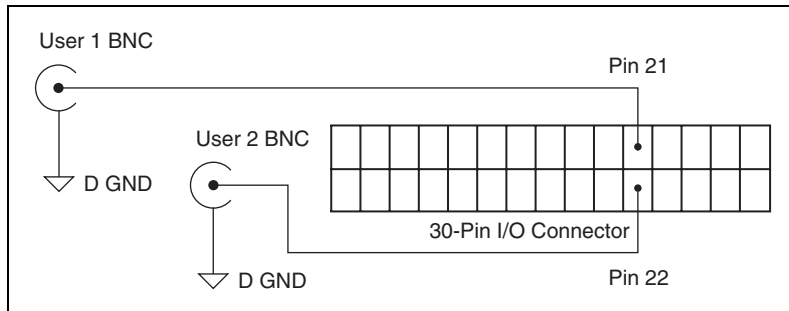 User 1 BNC
Pin 21
User 2 BNC
D GND
30-Pin I/O Connector
D GND
Pin 22